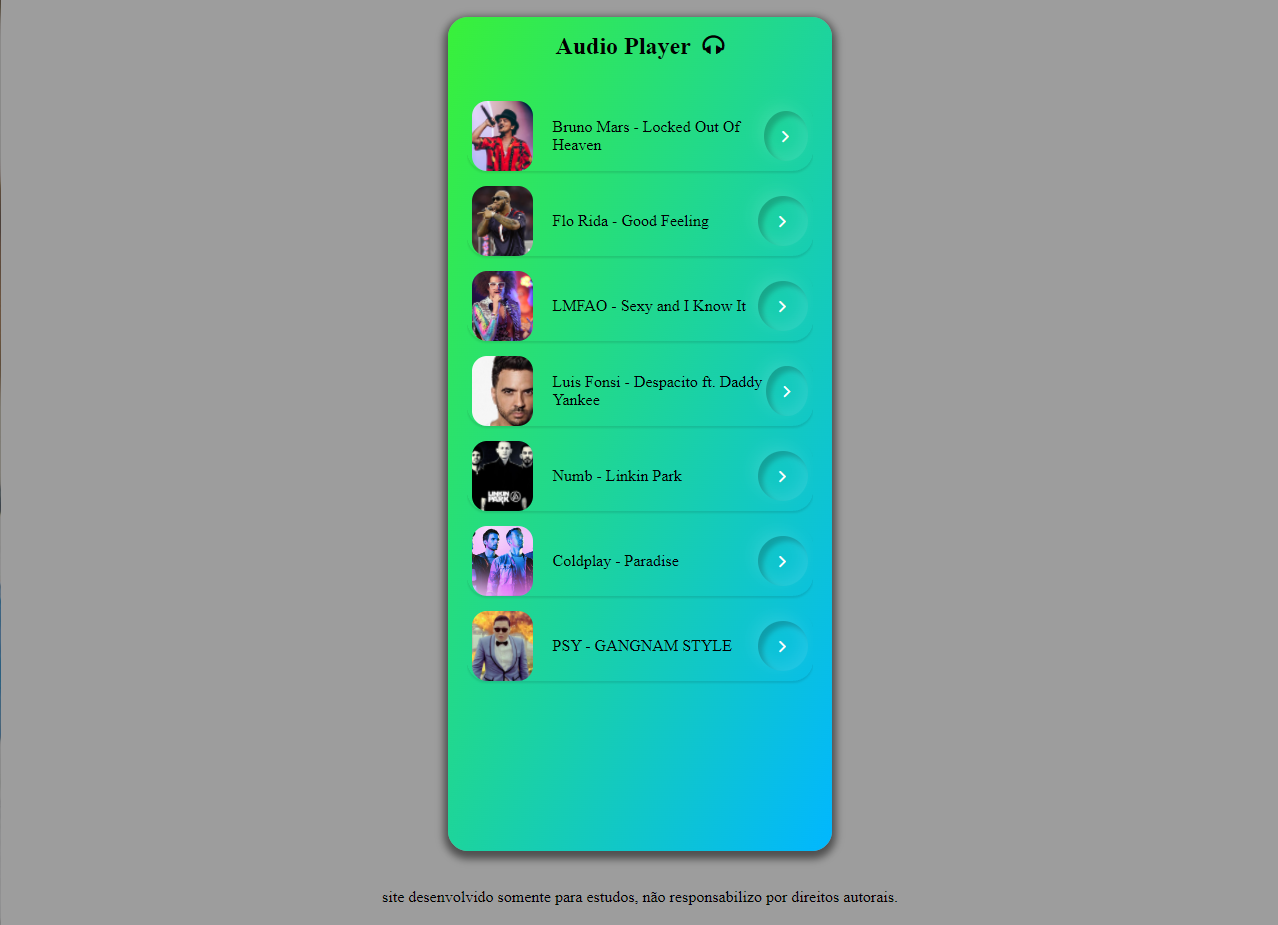 Audio Player
Bruno Mars - Locked Out Of
Heaven
Flo Rida - Good Feeling
LMFAO - Sexy and I Know It
Luis Fonsi - Despacito ft. Daddy
Yankee
LINKIN
PARK
Numb - Linkin Park
Coldplay - Paradise
PSY - GANGNAM STYLE
site desenvolvido somente para estudos, não responsabilizo por direitos autorais.